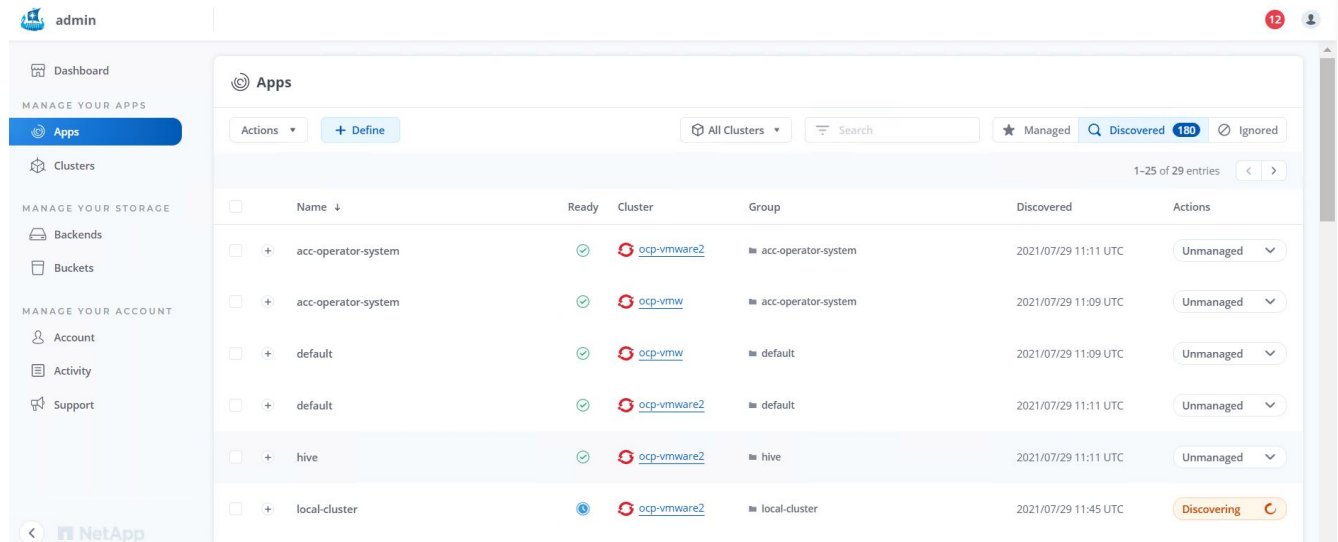 admin
12
Dashboard
MANAGE YOUR APPS
Apps
Clusters
MANAGE YOUR STORAGE
Backends
Buckets
MANAGE YOUR ACCOUNT
Account
Activity
Support
NetApp
Apps
Actions + Define All Clusters Search Managed Discovered 180 Ignored
1–25 of 29 entries < >
Name ↓ Ready Cluster Group Discovered Actions
+ acc-operator-system ocp-vmware2 acc-operator-system 2021/07/29 11:11 UTC Unmanaged
+ acc-operator-system ocp-vmw acc-operator-system 2021/07/29 11:09 UTC Unmanaged
+ default ocp-vmw default 2021/07/29 11:09 UTC Unmanaged
+ default ocp-vmware2 default 2021/07/29 11:11 UTC Unmanaged
+ hive ocp-vmware2 hive 2021/07/29 11:11 UTC Unmanaged
+ local-cluster ocp-vmware2 local-cluster 2021/07/29 11:45 UTC Discovering